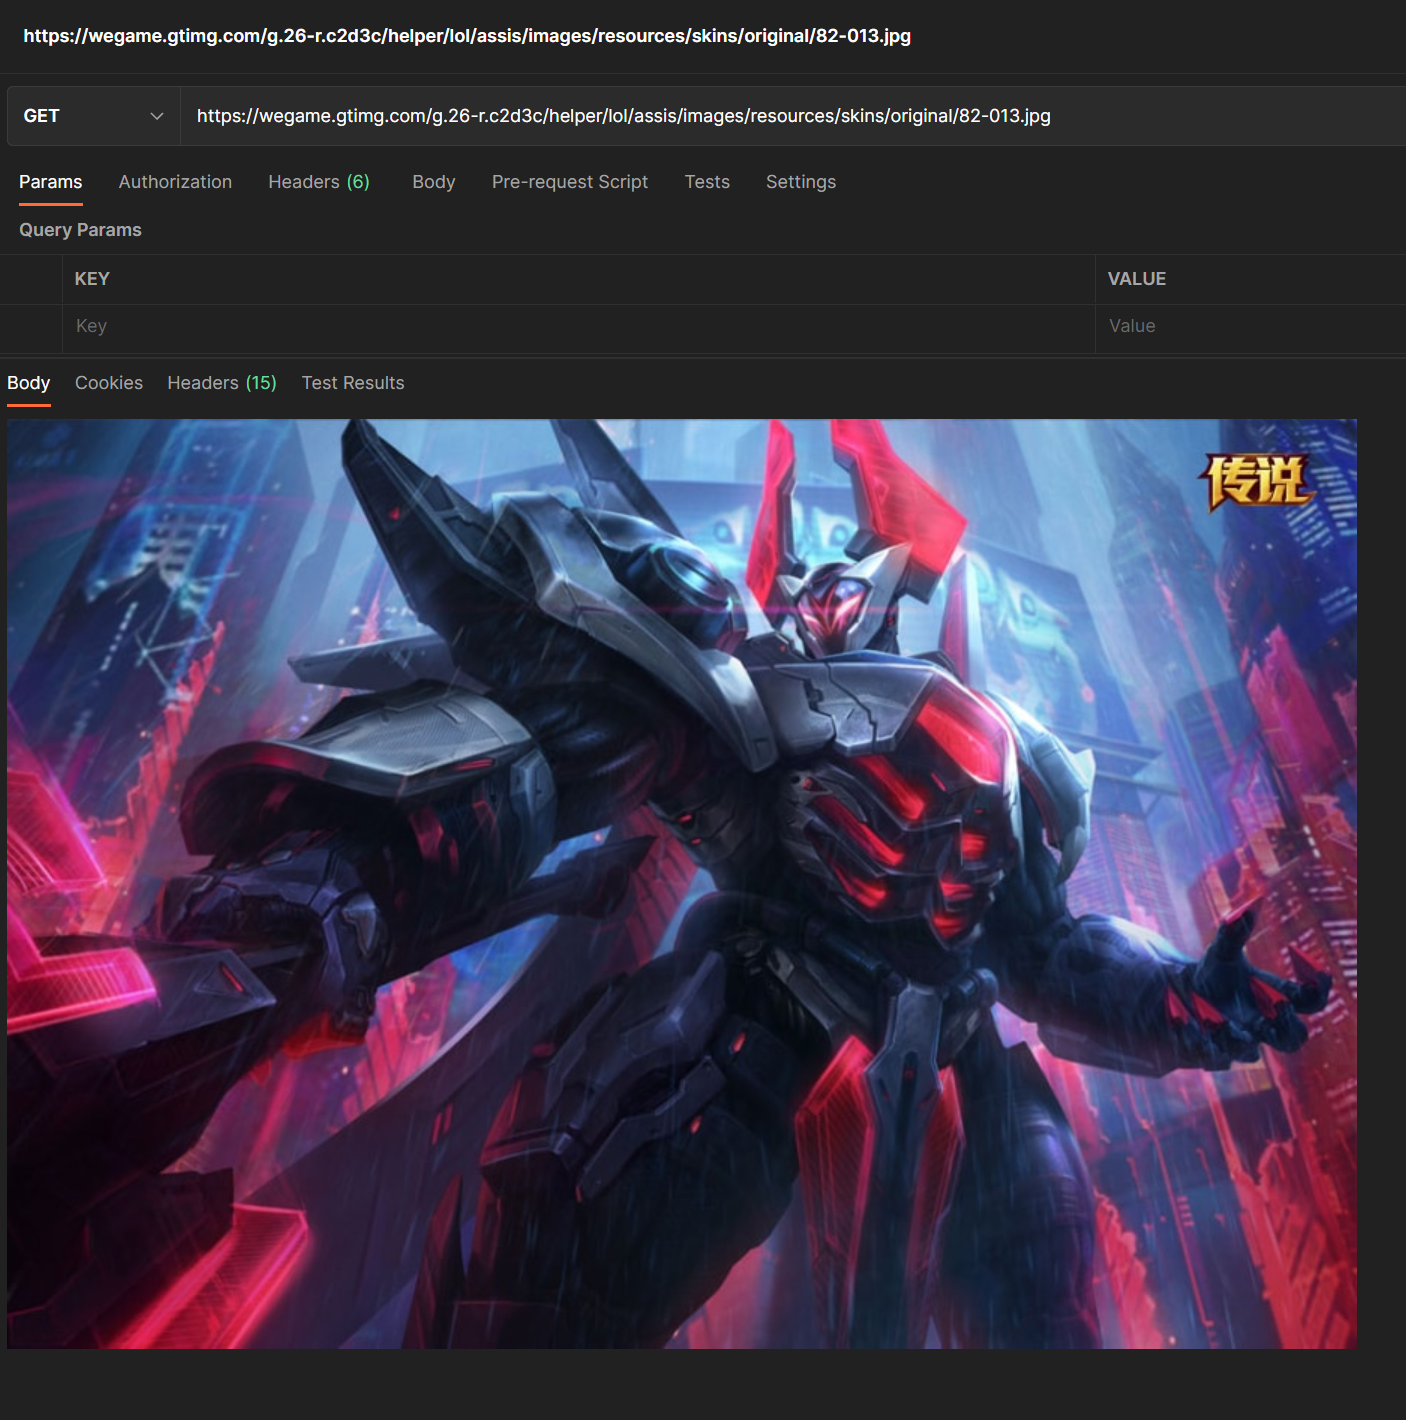 https://wegame.gtimg.com/g.26-r.c2d3c/helper/lol/assis/images/resources/skins/original/82-013.jpg
GET https://wegame.gtimg.com/g.26-r.c2d3c/helper/lol/assis/images/resources/skins/original/82-013.jpg
Params Authorization Headers (6) Body Pre-request Script Tests Settings
Query Params
KEY VALUE
Key Value
Body Cookies Headers (15) Test Results
传说